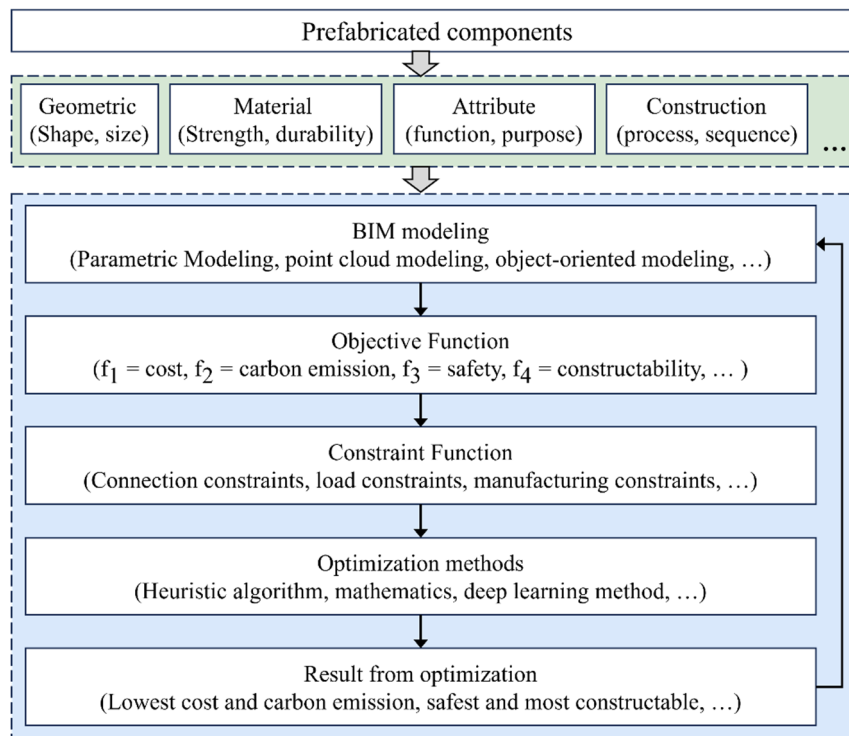 Prefabricated components
Geometric
(Shape, size)
Material
(Strength, durability)
Attribute
(function, purpose)
Construction
(process, sequence)
...
BIM modeling
(Parametric Modeling, point cloud modeling, object-oriented modeling, …)
Objective Function
(f₁ = cost, f₂ = carbon emission, f₃ = safety, f₄ = constructability, … )
Constraint Function
(Connection constraints, load constraints, manufacturing constraints, …)
Optimization methods
(Heuristic algorithm, mathematics, deep learning method, …)
Result from optimization
(Lowest cost and carbon emission, safest and most constructable, …)